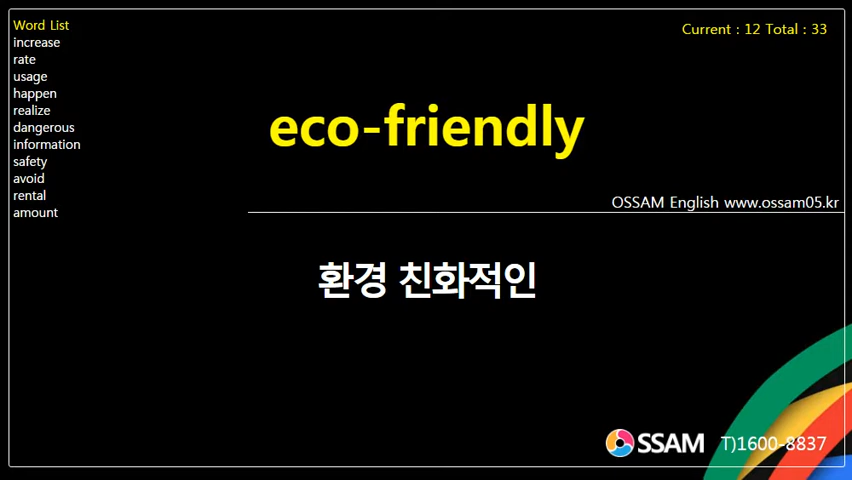 Word List
increase
rate
usage
happen
realize
dangerous
information
safety
avoid
rental
amount
Current : 12 Total : 33
eco-friendly
OSSAM English www.ossam05.kr
환경 친화적인
OSSAM T)1600-8837